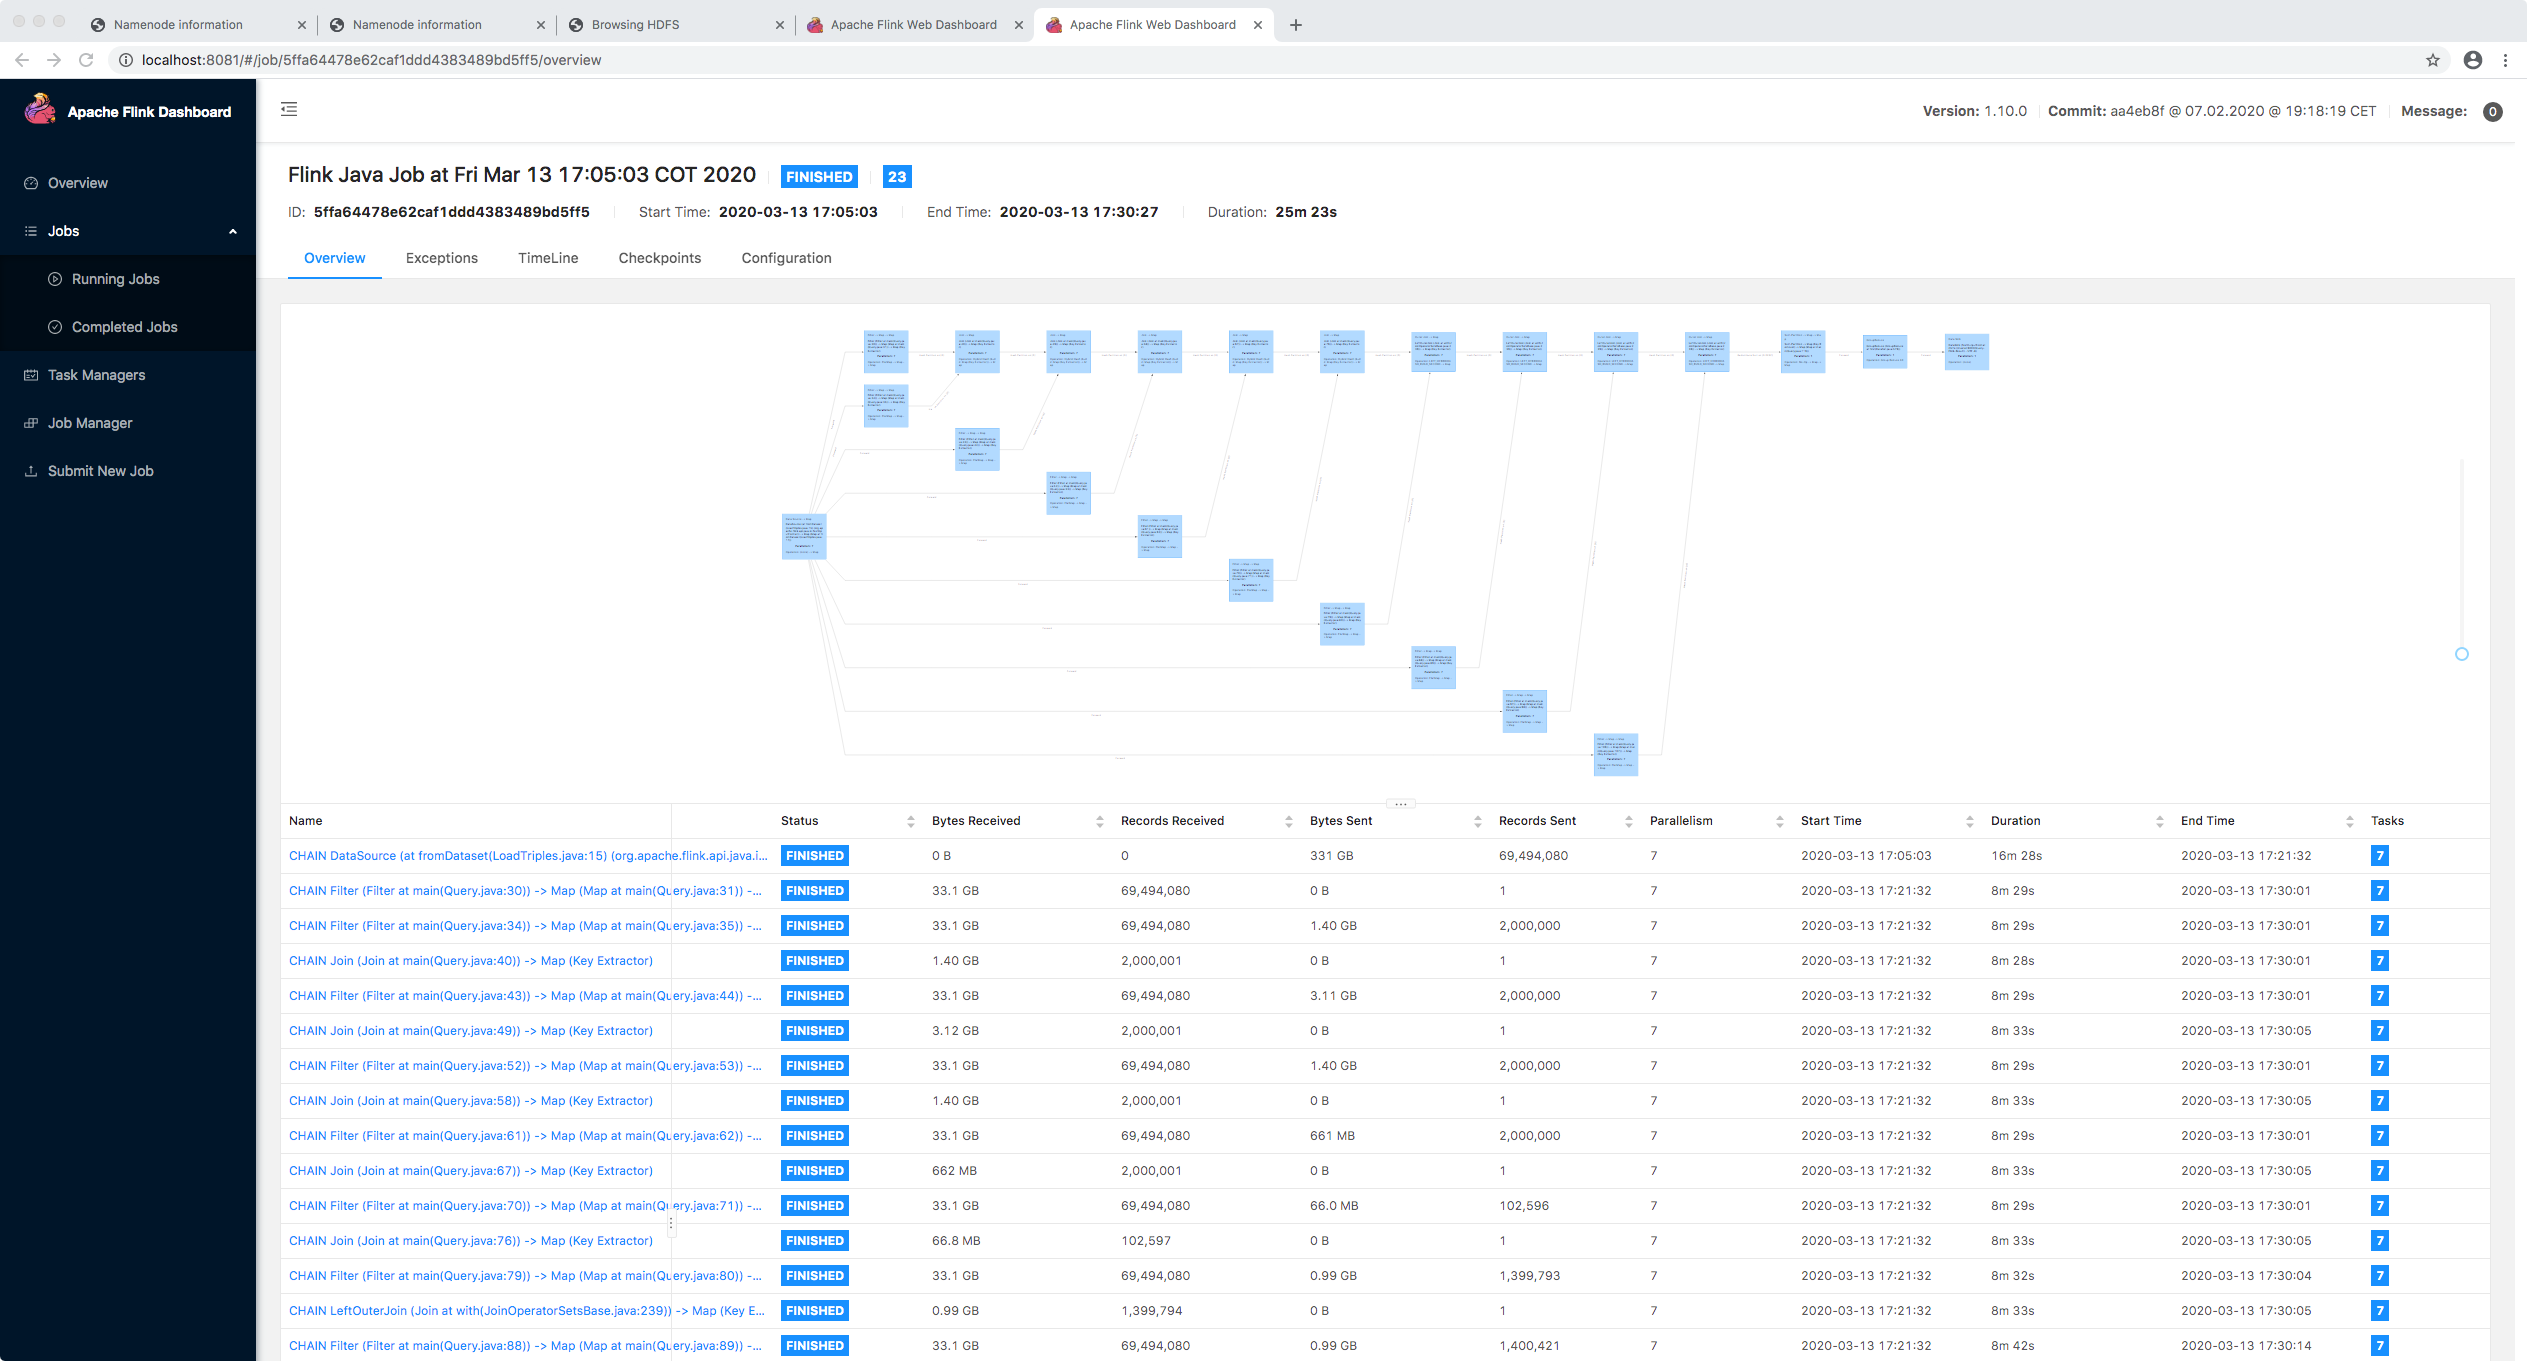 Namenode information
Namenode information
Browsing HDFS
Apache Flink Web Dashboard
Apache Flink Web Dashboard
localhost:8081/#/job/5ffa64478e62caf1ddd4383489bd5ff5/overview
Apache Flink Dashboard
Version: 1.10.0 Commit: aa4eb8f @ 07.02.2020 @ 19:18:19 CET Message: 0
Overview
Jobs
Running Jobs
Completed Jobs
Task Managers
Job Manager
Submit New Job
Flink Java Job at Fri Mar 13 17:05:03 COT 2020 FINISHED 23
ID: 5ffa64478e62caf1ddd4383489bd5ff5 Start Time: 2020-03-13 17:05:03 End Time: 2020-03-13 17:30:27 Duration: 25m 23s
Overview Exceptions TimeLine Checkpoints Configuration
Name Status Bytes Received Records Received Bytes Sent Records Sent Parallelism Start Time Duration End Time Tasks
CHAIN DataSource (at fromDataset(LoadTriples.java:15) (org.apache.flink.api.java.i... FINISHED 0 B 0 331 GB 69,494,080 7 2020-03-13 17:05:03 16m 28s 2020-03-13 17:21:32 7
CHAIN Filter (Filter at main(Query.java:30)) -> Map (Map at main(Query.java:31)) -... FINISHED 33.1 GB 69,494,080 0 B 1 7 2020-03-13 17:21:32 8m 29s 2020-03-13 17:30:01 7
CHAIN Filter (Filter at main(Query.java:34)) -> Map (Map at main(Query.java:35)) -... FINISHED 33.1 GB 69,494,080 1.40 GB 2,000,000 7 2020-03-13 17:21:32 8m 29s 2020-03-13 17:30:01 7
CHAIN Join (Join at main(Query.java:40)) -> Map (Key Extractor) FINISHED 1.40 GB 2,000,001 0 B 1 7 2020-03-13 17:21:32 8m 28s 2020-03-13 17:30:01 7
CHAIN Filter (Filter at main(Query.java:43)) -> Map (Map at main(Query.java:44)) -... FINISHED 33.1 GB 69,494,080 3.11 GB 2,000,000 7 2020-03-13 17:21:32 8m 29s 2020-03-13 17:30:01 7
CHAIN Join (Join at main(Query.java:49)) -> Map (Key Extractor) FINISHED 3.12 GB 2,000,001 0 B 1 7 2020-03-13 17:21:32 8m 33s 2020-03-13 17:30:05 7
CHAIN Filter (Filter at main(Query.java:52)) -> Map (Map at main(Query.java:53)) -... FINISHED 33.1 GB 69,494,080 1.40 GB 2,000,000 7 2020-03-13 17:21:32 8m 29s 2020-03-13 17:30:01 7
CHAIN Join (Join at main(Query.java:58)) -> Map (Key Extractor) FINISHED 1.40 GB 2,000,001 0 B 1 7 2020-03-13 17:21:32 8m 33s 2020-03-13 17:30:05 7
CHAIN Filter (Filter at main(Query.java:61)) -> Map (Map at main(Query.java:62)) -... FINISHED 33.1 GB 69,494,080 661 MB 2,000,000 7 2020-03-13 17:21:32 8m 29s 2020-03-13 17:30:01 7
CHAIN Join (Join at main(Query.java:67)) -> Map (Key Extractor) FINISHED 662 MB 2,000,001 0 B 1 7 2020-03-13 17:21:32 8m 33s 2020-03-13 17:30:05 7
CHAIN Filter (Filter at main(Query.java:70)) -> Map (Map at main(Query.java:71)) -... FINISHED 33.1 GB 69,494,080 66.0 MB 102,596 7 2020-03-13 17:21:32 8m 29s 2020-03-13 17:30:01 7
CHAIN Join (Join at main(Query.java:76)) -> Map (Key Extractor) FINISHED 66.8 MB 102,597 0 B 1 7 2020-03-13 17:21:32 8m 33s 2020-03-13 17:30:05 7
CHAIN Filter (Filter at main(Query.java:79)) -> Map (Map at main(Query.java:80)) -... FINISHED 33.1 GB 69,494,080 0.99 GB 1,399,793 7 2020-03-13 17:21:32 8m 32s 2020-03-13 17:30:04 7
CHAIN LeftOuterJoin (Join at with(JoinOperatorSetsBase.java:239)) -> Map (Key E... FINISHED 0.99 GB 1,399,794 0 B 1 7 2020-03-13 17:21:32 8m 33s 2020-03-13 17:30:05 7
CHAIN Filter (Filter at main(Query.java:88)) -> Map (Map at main(Query.java:89)) -... FINISHED 33.1 GB 69,494,080 0.99 GB 1,400,421 7 2020-03-13 17:21:32 8m 42s 2020-03-13 17:30:14 7